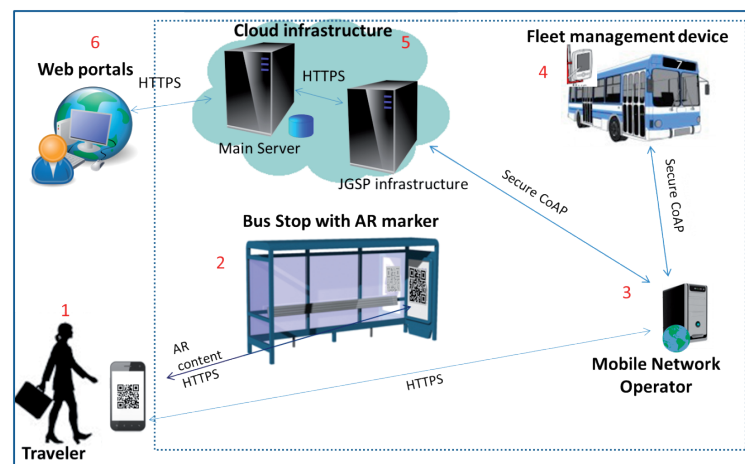 6
Web portals
HTTPS
Cloud infrastructure
5
HTTPS
Main Server
JGSP infrastructure
Fleet management device
4
7
Secure CoAP
Secure CoAP
Bus Stop with AR marker
2
3
Mobile Network
Operator
1
AR
content
HTTPS
HTTPS
Traveler